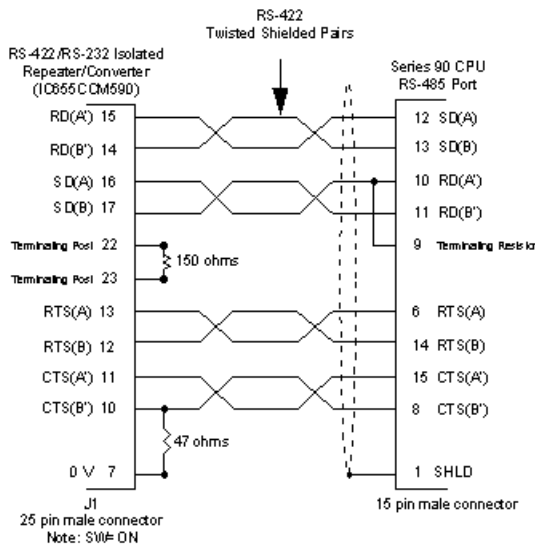 RS-422
Twisted Shielded Pairs
RS-422/RS-232 Isolated
Repeater/Converter
(IC655CCM590)
Series 90 CPU
RS-485 Port
RD(A') 15
12 SD(A)
RD(B') 14
13 SD(B)
SD(A) 16
10 RD(A')
SD(B) 17
11 RD(B')
Terminating Post 22
9 Terminating Resistor
150 ohms
Terminating Post 23
RTS(A) 13
6 RTS(A)
RTS(B) 12
14 RTS(B)
CTS(A') 11
15 CTS(A')
CTS(B') 10
8 CTS(B')
47 ohms
0 V 7
1 SHLD
J1
25 pin male connector
Note: SW= ON
15 pin male connector